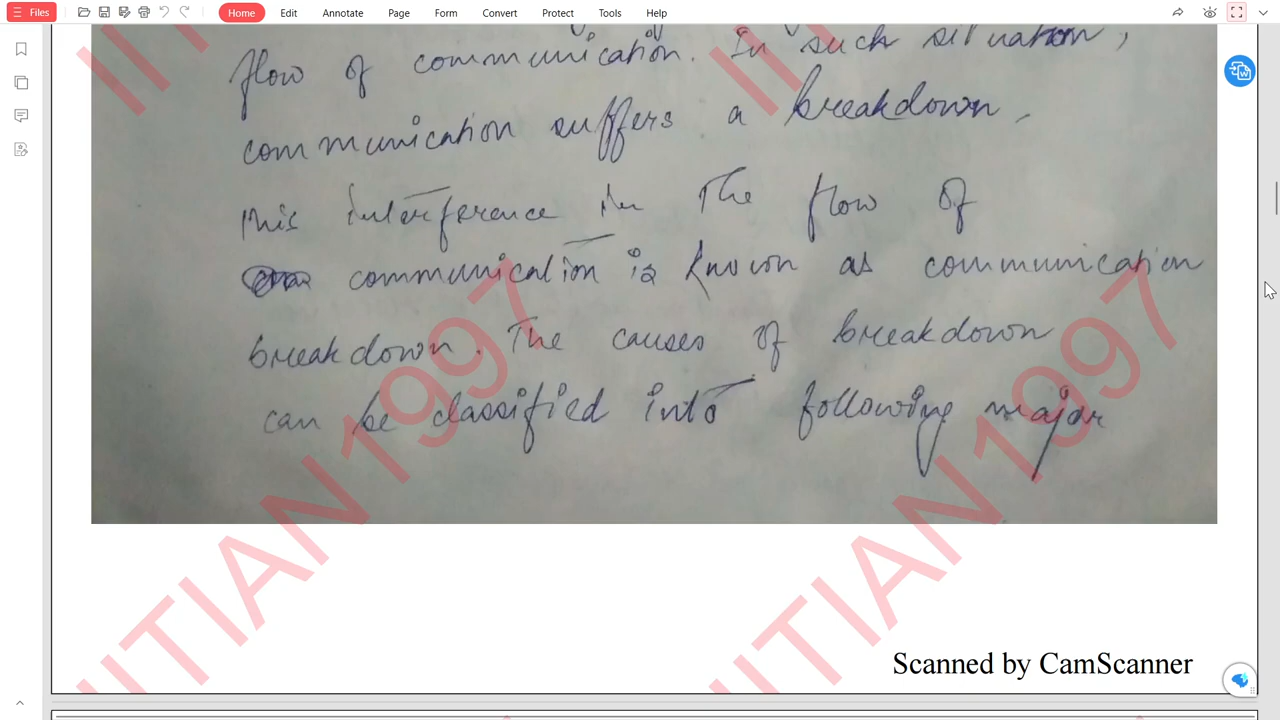 Files
Home
Edit
Annotate
Page
Form
Convert
Protect
Tools
Help
flow of communication. In such situation,
communication suffers a breakdown.
This interference in the flow of
communication is known as communication
breakdown. The causes of breakdown
can be classified into following major
IITIAN1997
IITIAN1997
Scanned by CamScanner